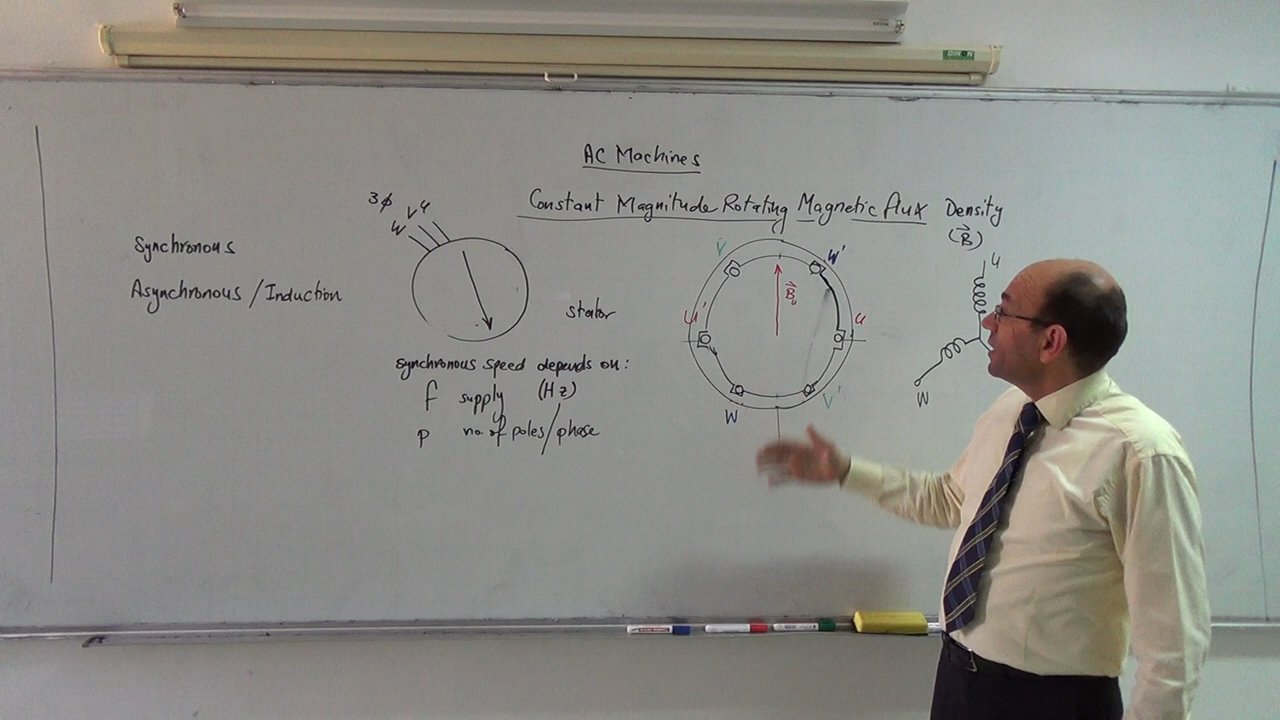 AC Machines
Constant Magnitude Rotating Magnetic flux Density
(B⃗)
3ϕ
W V U
Synchronous
Asynchronous / Induction
stator
synchronous speed depends on:
f supply (Hz)
p no. of poles/phase
V
W'
U'
B⃗u
U
W
V'
U
W